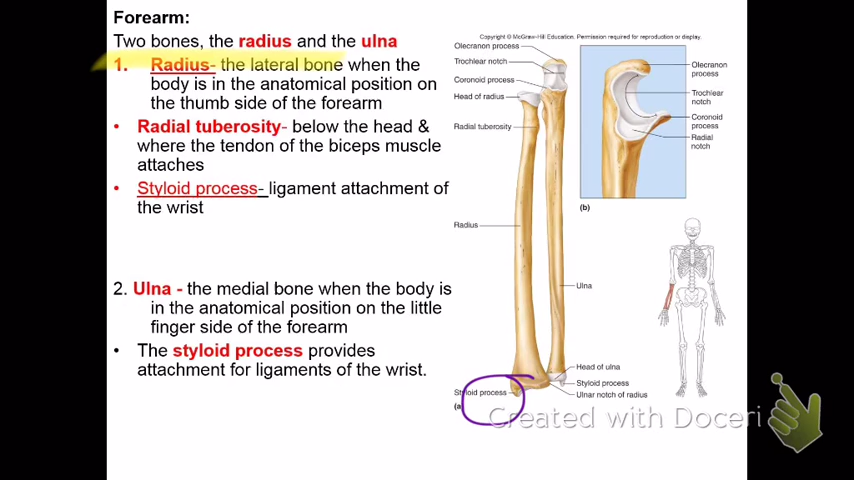 Forearm:
Two bones, the radius and the ulna
1. Radius- the lateral bone when the
body is in the anatomical position on
the thumb side of the forearm
• Radial tuberosity- below the head &
where the tendon of the biceps muscle
attaches
• Styloid process- ligament attachment of
the wrist
2. Ulna - the medial bone when the body is
in the anatomical position on the little
finger side of the forearm
• The styloid process provides
attachment for ligaments of the wrist.
Copyright © McGraw-Hill Education. Permission required for reproduction or display.
Olecranon process
Trochlear notch
Coronoid process
Head of radius
Radial tuberosity
Radius
Ulna
Head of ulna
Styloid process
Ulnar notch of radius
Styloid process
(a)
Olecranon
process
Trochlear
notch
Coronoid
process
Radial
notch
(b)
Created with Doceri